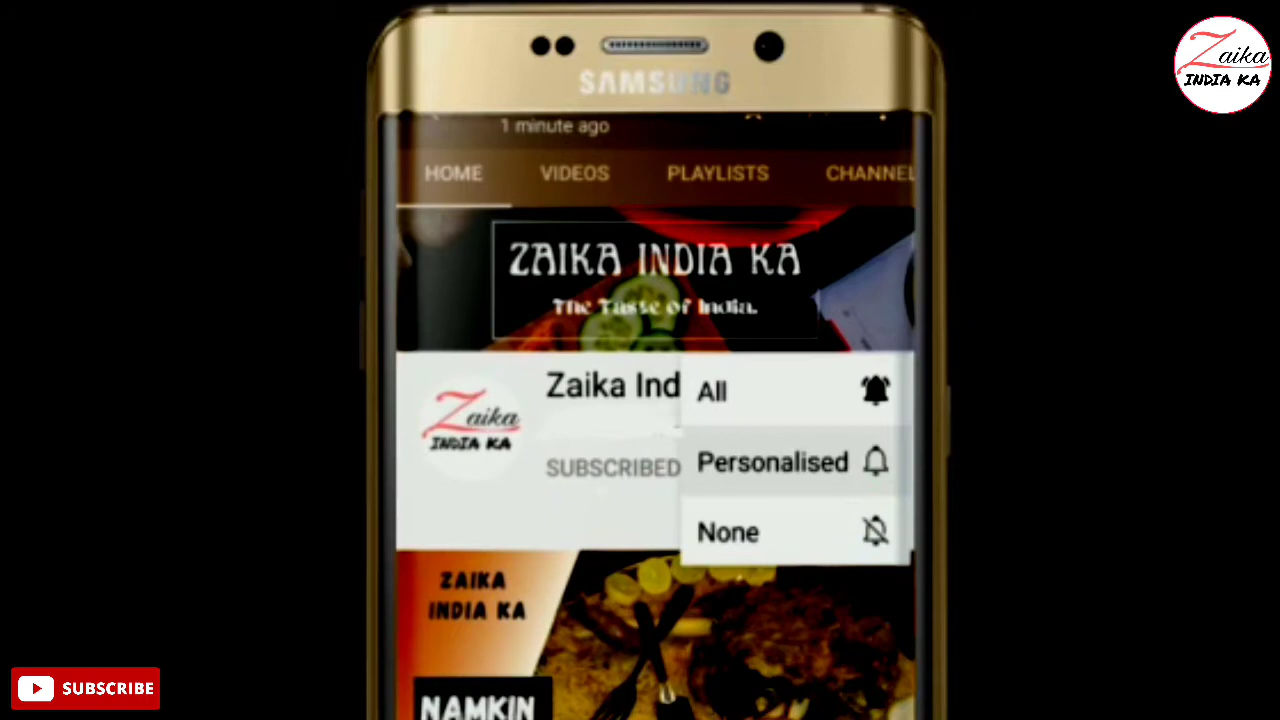 Zaika
INDIA KA
SAMSUNG
1 minute ago
HOME VIDEOS PLAYLISTS CHANNEL
ZAIKA INDIA KA
The Taste of India.
Zaika
INDIA KA
Zaika Ind
SUBSCRIBED
All
Personalised
None
ZAIKA
INDIA KA
NAMKIN
SUBSCRIBE